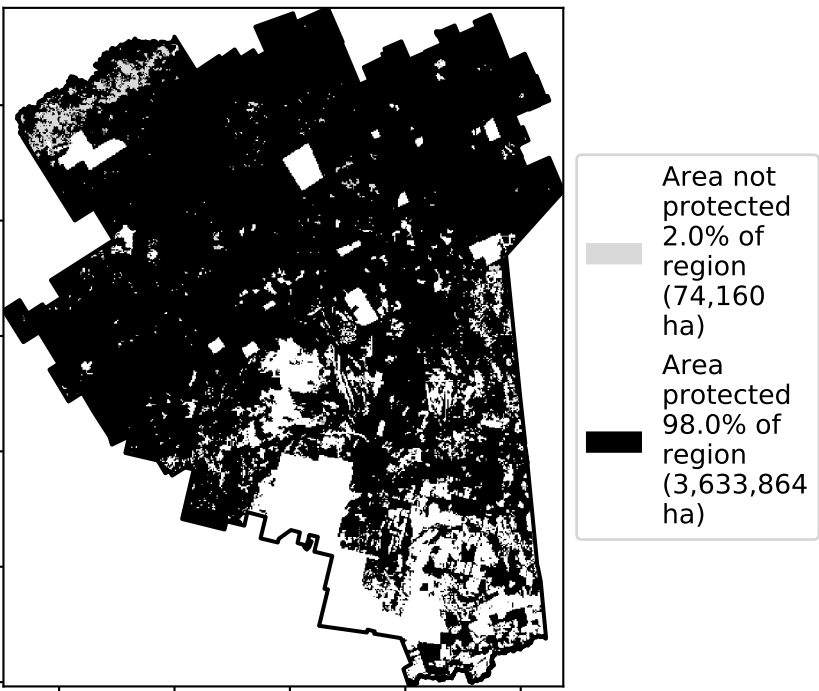 Area not
protected
2.0% of
region
(74,160
ha)
Area
protected
98.0% of
region
(3,633,864
ha)